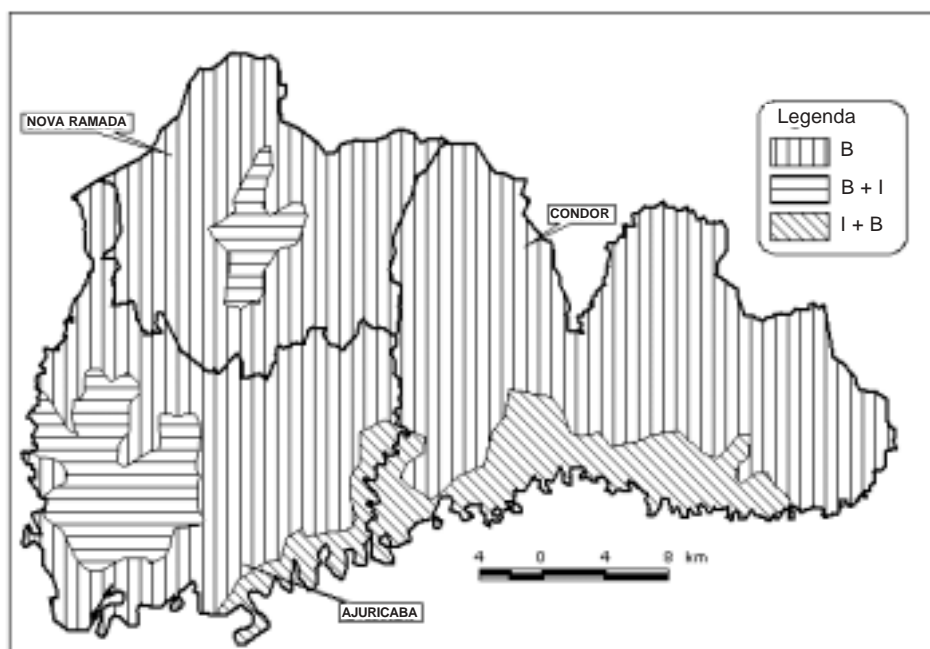 NOVA RAMADA
Legenda
B
B + I
I + B
CONDOR
4 0 4 8 km
AJURICABA